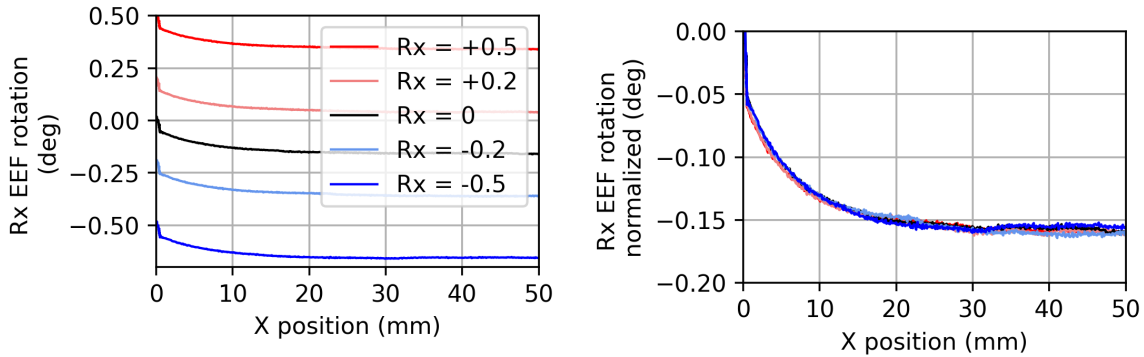 Rx EEF rotation
(deg)
0.50
0.25
0.00
−0.25
−0.50
Rx = +0.5
Rx = +0.2
Rx = 0
Rx = -0.2
Rx = -0.5
0 10 20 30 40 50
X position (mm)
Rx EEF rotation
normalized (deg)
0.00
−0.05
−0.10
−0.15
−0.20
0 10 20 30 40 50
X position (mm)